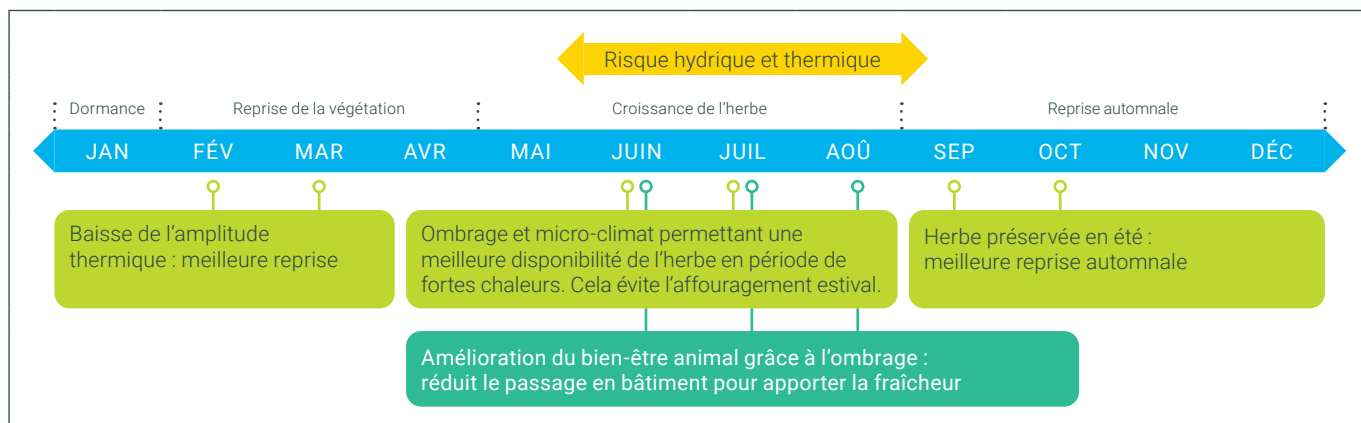 Risque hydrique et thermique
Dormance
Reprise de la végétation
Croissance de l'herbe
Reprise automnale
JAN
FÉV
MAR
AVR
MAI
JUIN
JUIL
AOÛ
SEP
OCT
NOV
DÉC
Baisse de l'amplitude
thermique : meilleure reprise
Ombrage et micro-climat permettant une
meilleure disponibilité de l'herbe en période de
fortes chaleurs. Cela évite l'affouragement estival.
Herbe préservée en été :
meilleure reprise automnale
Amélioration du bien-être animal grâce à l'ombrage :
réduit le passage en bâtiment pour apporter la fraîcheur